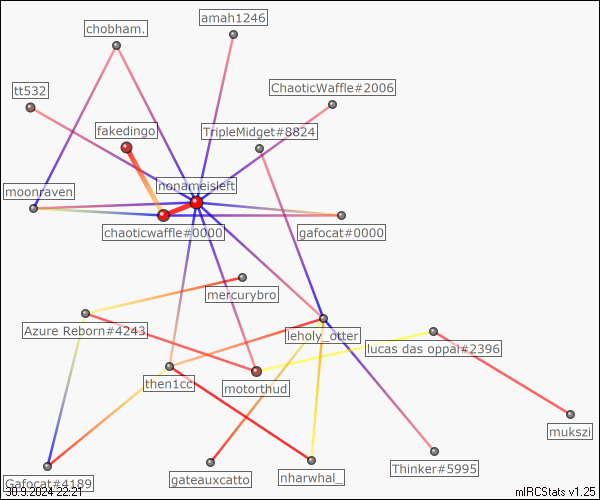 amah1246
chobham.
ChaoticWaffle#2006
tt532
fakedingo
TripleMidget#8824
nonameisleft
moonraven
chaoticwaffle#0000
gafocat#0000
mercurybro
Azure Reborn#4243
leholy_otter
lucas das oppai#2396
then1cc
motorthud
mukszi
Thinker#5995
Gafocat#4189
gateauxcatto
nharwhal_
30.9.2024 22:21
mIRCStats v1.25